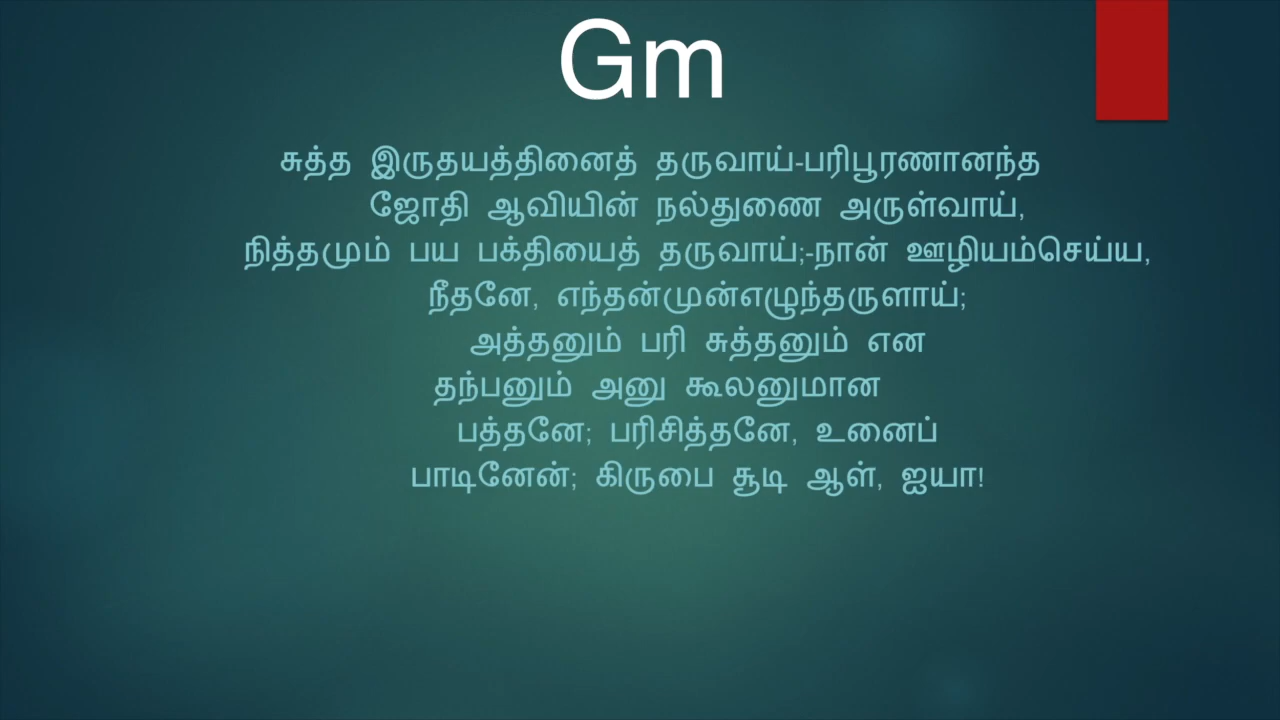 Gm
சுத்த இருதயத்தினைத் தருவாய்-பரிபூரணானந்த
ஜோதி ஆவியின் நல்துணை அருள்வாய்,
நித்தமும் பய பக்தியைத் தருவாய்;-நான் ஊழியம்செய்ய,
நீதனே, எந்தன்முன்எழுந்தருளாய்;
அத்தனும் பரி சுத்தனும் என
தற்பனும் அனு கூலனுமான
பத்தனே; பரிசித்தனே, உனைப்
பாடினேன்; கிருபை சூடி ஆள், ஐயா!